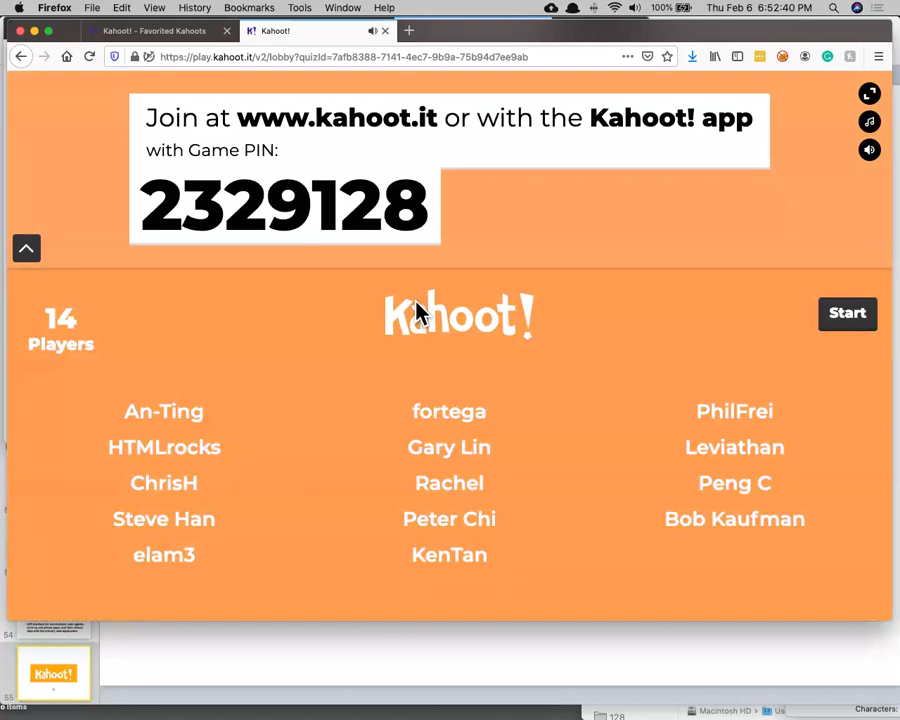 Firefox File Edit View History Bookmarks Tools Window Help 100% Thu Feb 6 6:52:40 PM
Kahoot! - Favorited Kahoots
K! Kahoot!
https://play.kahoot.it/v2/lobby?quizId=7afb8388-7141-4ec7-9b9a-75b94d7ee9ab
Join at www.kahoot.it or with the Kahoot! app
with Game PIN:
2329128
14
Players
Kahoot!
Start
An-Ting fortega PhilFrei
HTMLrocks Gary Lin Leviathan
ChrisH Rachel Peng C
Steve Han Peter Chi Bob Kaufman
elam3 KenTan
54
Kahoot!
55
128
Macintosh HD
Us
Characters: